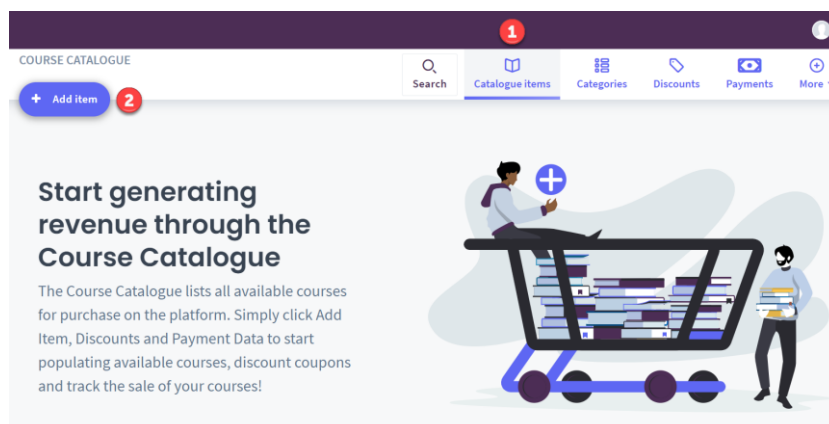 1
COURSE CATALOGUE
Search
Catalogue items
Categories
Discounts
Payments
More
+ Add item
2
Start generating
revenue through the
Course Catalogue
The Course Catalogue lists all available courses
for purchase on the platform. Simply click Add
Item, Discounts and Payment Data to start
populating available courses, discount coupons
and track the sale of your courses!